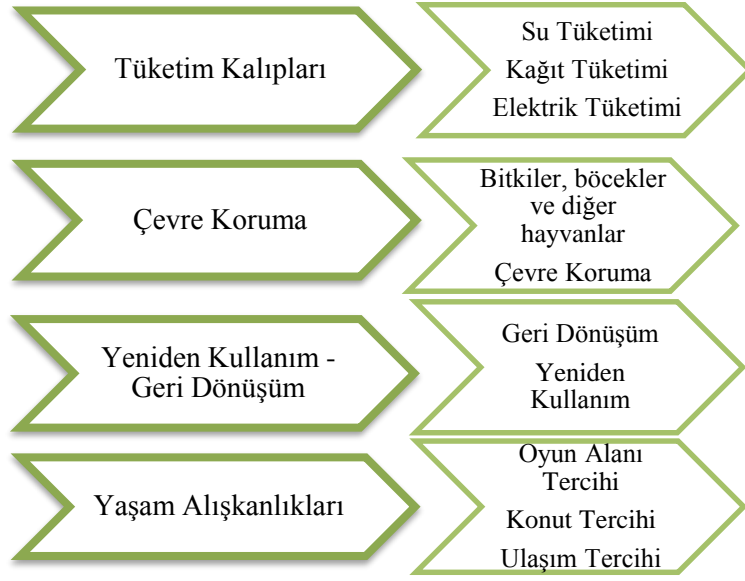 Tüketim Kalıpları
Su Tüketimi
Kağıt Tüketimi
Elektrik Tüketimi
Çevre Koruma
Bitkiler, böcekler
ve diğer
hayvanlar
Çevre Koruma
Yeniden Kullanım -
Geri Dönüşüm
Geri Dönüşüm
Yeniden
Kullanım
Yaşam Alışkanlıkları
Oyun Alanı
Tercihi
Konut Tercihi
Ulaşım Tercihi